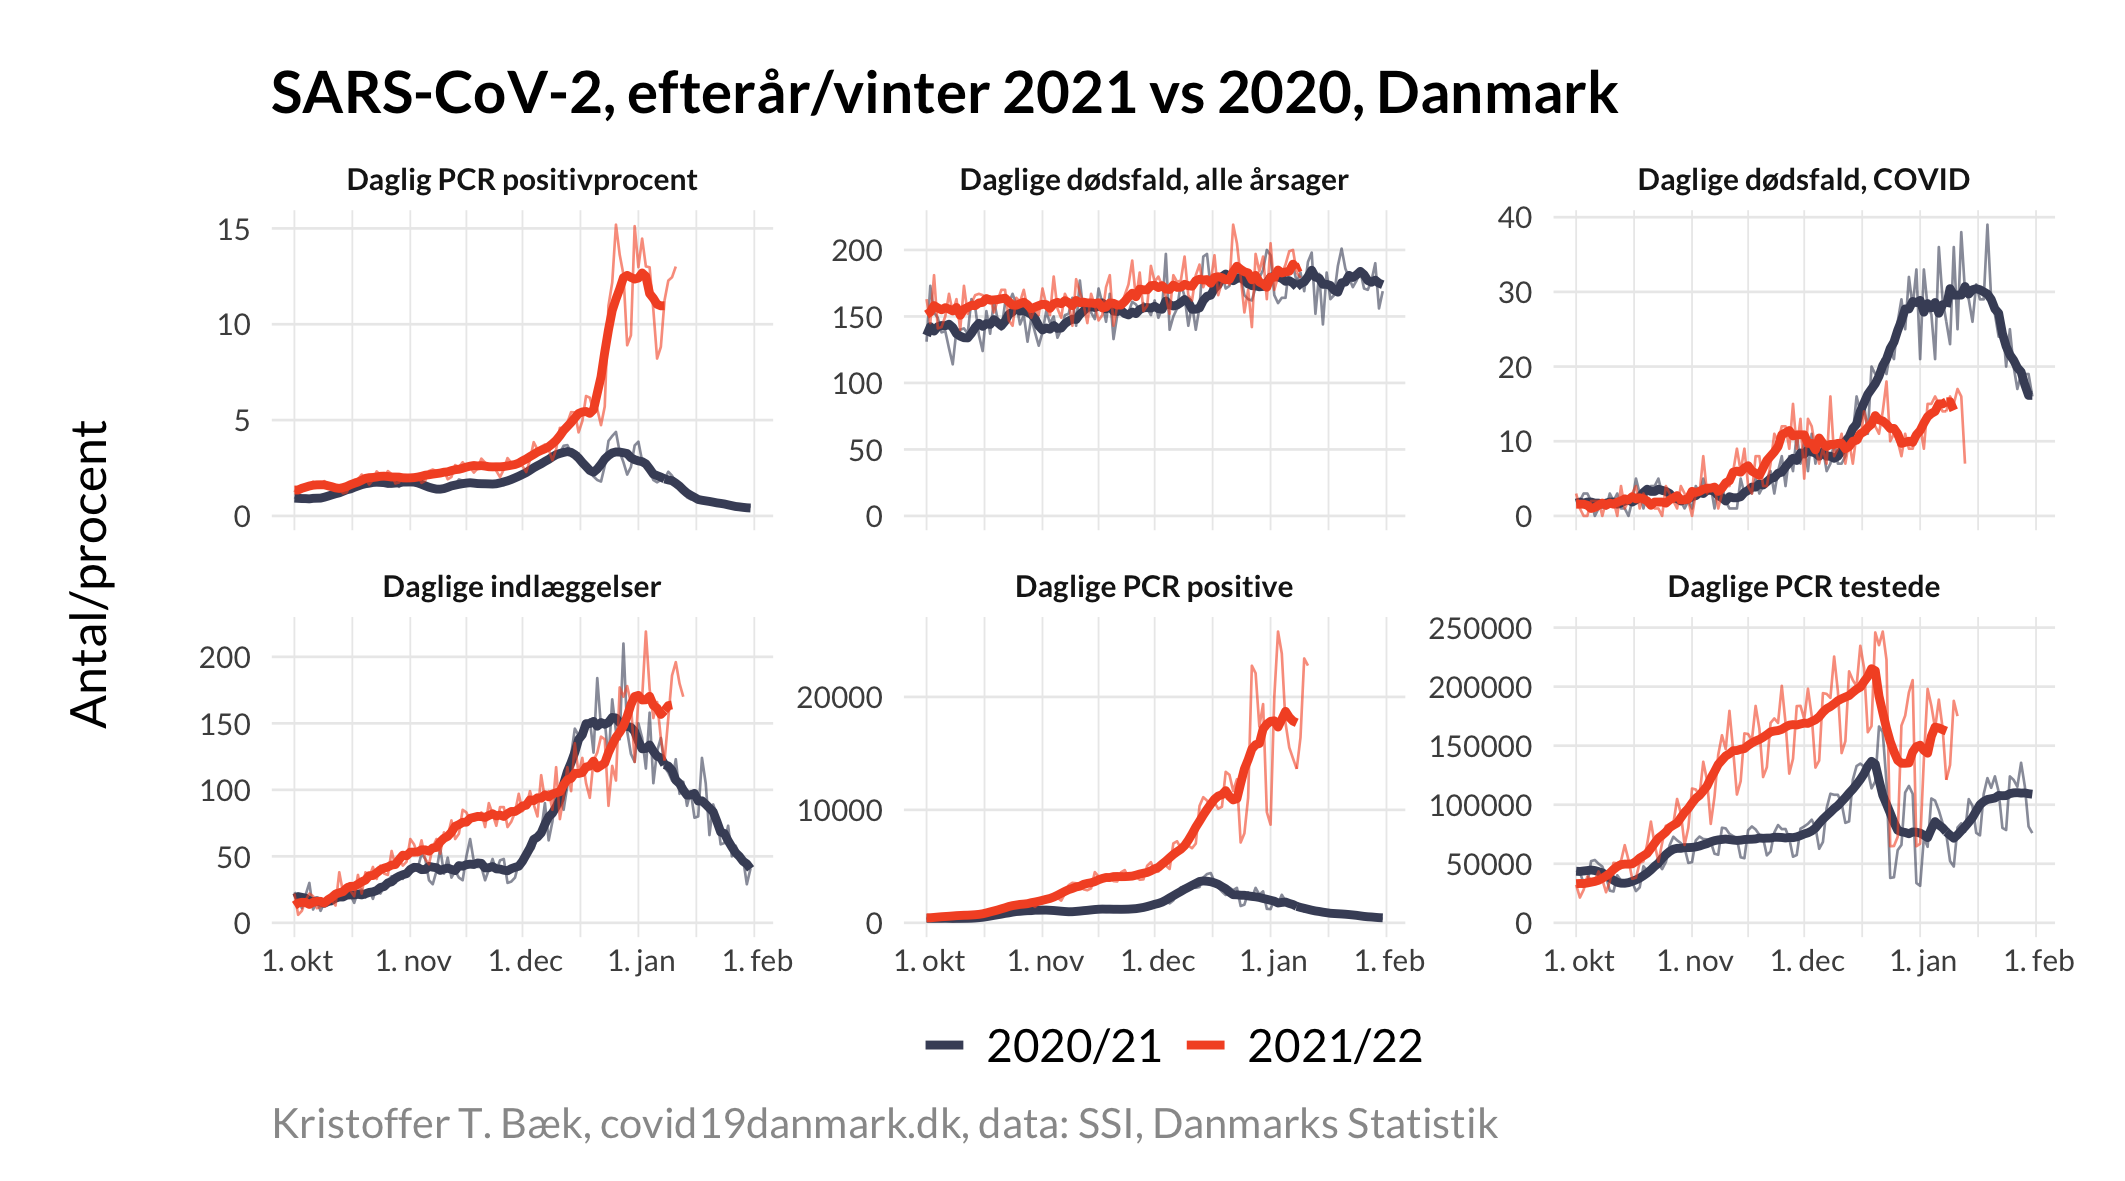 SARS-CoV-2, efterår/vinter 2021 vs 2020, Danmark
Antal/procent
Daglig PCR positivprocent
15
10
5
0
Daglige dødsfald, alle årsager
200
150
100
50
0
Daglige dødsfald, COVID
40
30
20
10
0
Daglige indlæggelser
200
150
100
50
0
1. okt 1. nov 1. dec 1. jan 1. feb
Daglige PCR positive
20000
10000
0
1. okt 1. nov 1. dec 1. jan 1. feb
Daglige PCR testede
250000
200000
150000
100000
50000
0
1. okt 1. nov 1. dec 1. jan 1. feb
2020/21 2021/22
Kristoffer T. Bæk, covid19danmark.dk, data: SSI, Danmarks Statistik